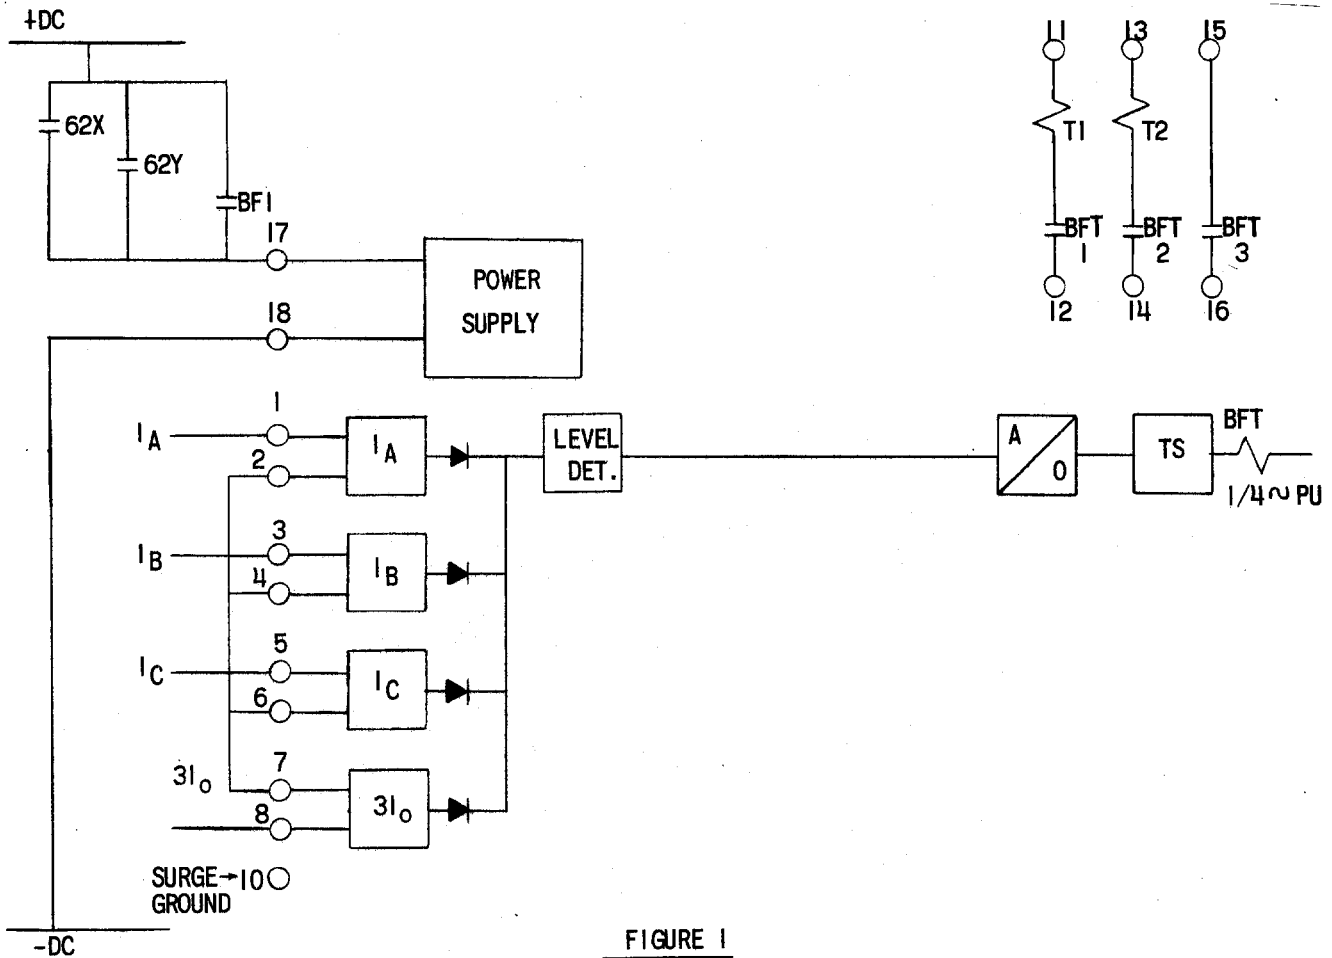 +DC
11 13 15
62X
T1 T2
62Y
BF1
BFT 1
BFT 2
BFT 3
17
POWER
SUPPLY
12 14 16
18
1
IA
IA
LEVEL
DET.
A
O
TS
BFT
1/4~PU
2
3
IB
IB
4
5
IC
IC
6
7
3Io
3Io
8
SURGE→10
GROUND
-DC
FIGURE 1